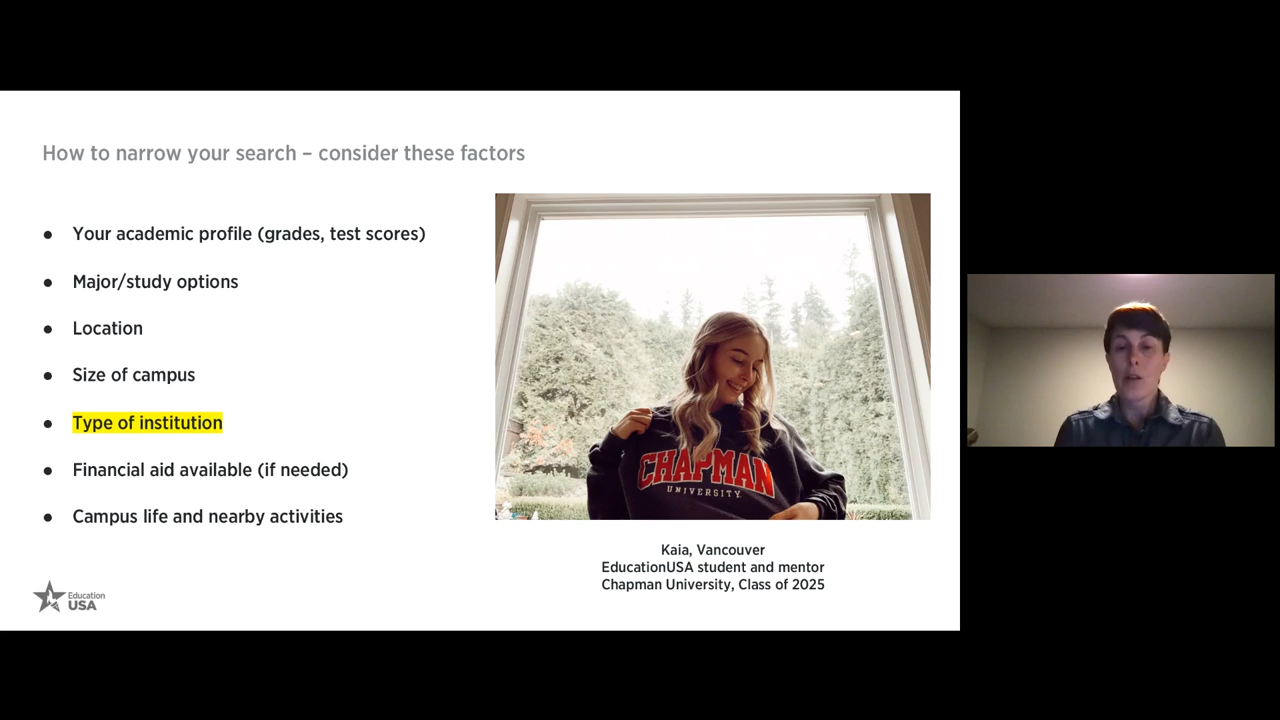 How to narrow your search – consider these factors
● Your academic profile (grades, test scores)
● Major/study options
● Location
● Size of campus
● Type of institution
● Financial aid available (if needed)
● Campus life and nearby activities
CHAPMAN
UNIVERSITY.
Kaia, Vancouver
EducationUSA student and mentor
Chapman University, Class of 2025
Education
USA